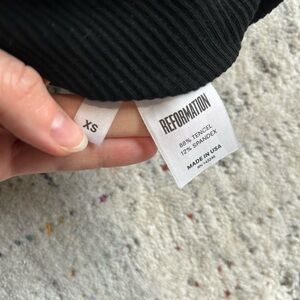 XS
REFORMATION
88% TENCEL
12% SPANDEX
MADE IN USA